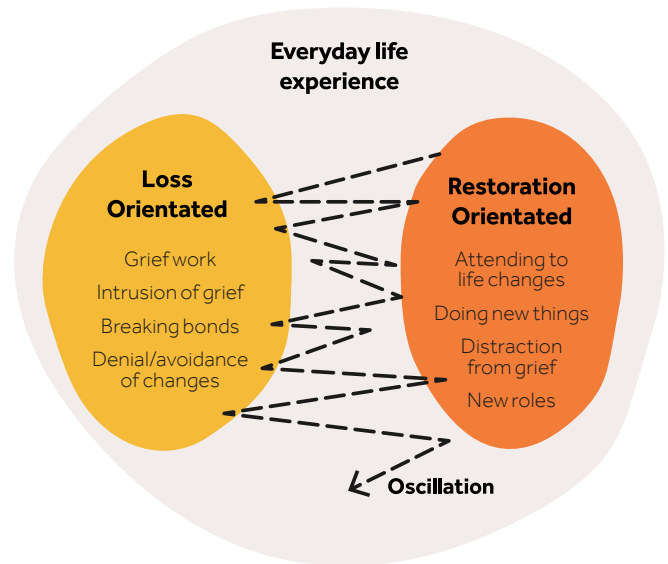 Everyday life
experience
Loss
Orientated
Grief work
Intrusion of grief
Breaking bonds
Denial/avoidance
of changes
Restoration
Orientated
Attending to
life changes
Doing new things
Distraction
from grief
New roles
Oscillation